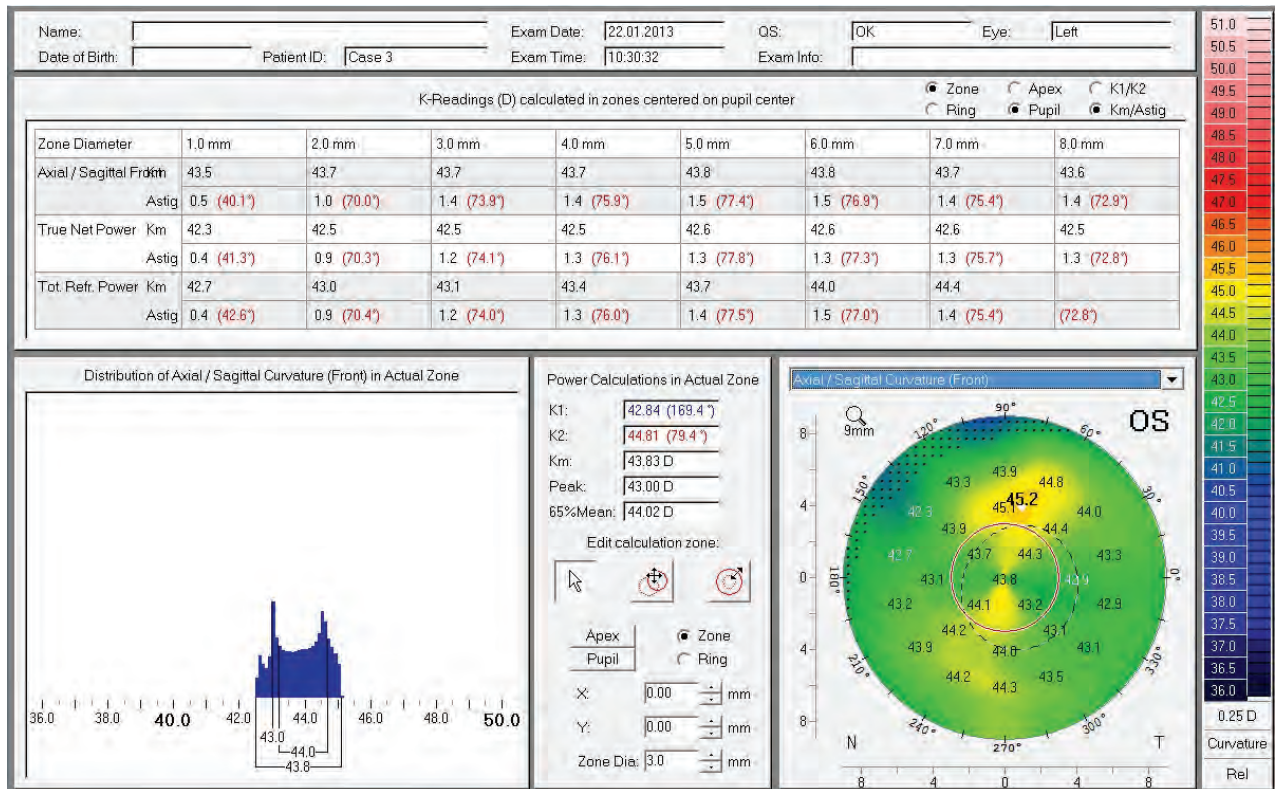 Name: Exam Date: 22.01.2013 QS: OK Eye: Left
Date of Birth: Patient ID: Case 3 Exam Time: 10:30:32 Exam Info:
K-Readings (D) calculated in zones centered on pupil center
Zone Apex K1/K2
Ring Pupil Km/Astig
Zone Diameter 1.0 mm 2.0 mm 3.0 mm 4.0 mm 5.0 mm 6.0 mm 7.0 mm 8.0 mm
Axial / Sagittal Front Km 43.5 43.7 43.7 43.7 43.8 43.8 43.7 43.6
Astig 0.5 (40.1°) 1.0 (70.0°) 1.4 (73.9°) 1.4 (75.9°) 1.5 (77.4°) 1.5 (76.9°) 1.4 (75.4°) 1.4 (72.9°)
True Net Power Km 42.3 42.5 42.5 42.5 42.6 42.6 42.6 42.5
Astig 0.4 (41.3°) 0.9 (70.3°) 1.2 (74.1°) 1.3 (76.1°) 1.3 (77.8°) 1.3 (77.3°) 1.3 (75.7°) 1.3 (72.8°)
Tot. Refr. Power Km 42.7 43.0 43.1 43.4 43.7 44.0 44.4
Astig 0.4 (42.6°) 0.9 (70.4°) 1.2 (74.0°) 1.3 (76.0°) 1.4 (77.5°) 1.5 (77.0°) 1.4 (75.4°) (72.8°)
Distribution of Axial / Sagittal Curvature (Front) in Actual Zone
36.0 38.0 40.0 42.0 44.0 46.0 48.0 50.0
43.0
44.0
43.8
Power Calculations in Actual Zone
K1: 42.84 (169.4°)
K2: 44.81 (79.4°)
Km: 43.83 D
Peak: 43.00 D
65%Mean: 44.02 D
Edit calculation zone:
Apex Zone
Pupil Ring
X: 0.00 mm
Y: 0.00 mm
Zone Dia: 3.0 mm
Axial / Sagittal Curvature (Front)
9mm
OS
90°
8 120° 60°
43.9
43.3 44.8
150° 30°
4 45.1 45.2
42.3 44.0
43.9 44.4
43.7 44.3 43.3
0 180° 43.1 43.8 0°
43.2 44.1 43.2 42.9
44.2 43.1
4 43.9 44.0 43.1
210° 330°
44.2 44.3 43.5
8 240° 300°
N 270° T
8 4 0 4 8
51.0
50.5
50.0
49.5
49.0
48.5
48.0
47.5
47.0
46.5
46.0
45.5
45.0
44.5
44.0
43.5
43.0
42.5
42.0
41.5
41.0
40.5
40.0
39.5
39.0
38.5
38.0
37.5
37.0
36.5
36.0
0.25 D
Curvature
Rel